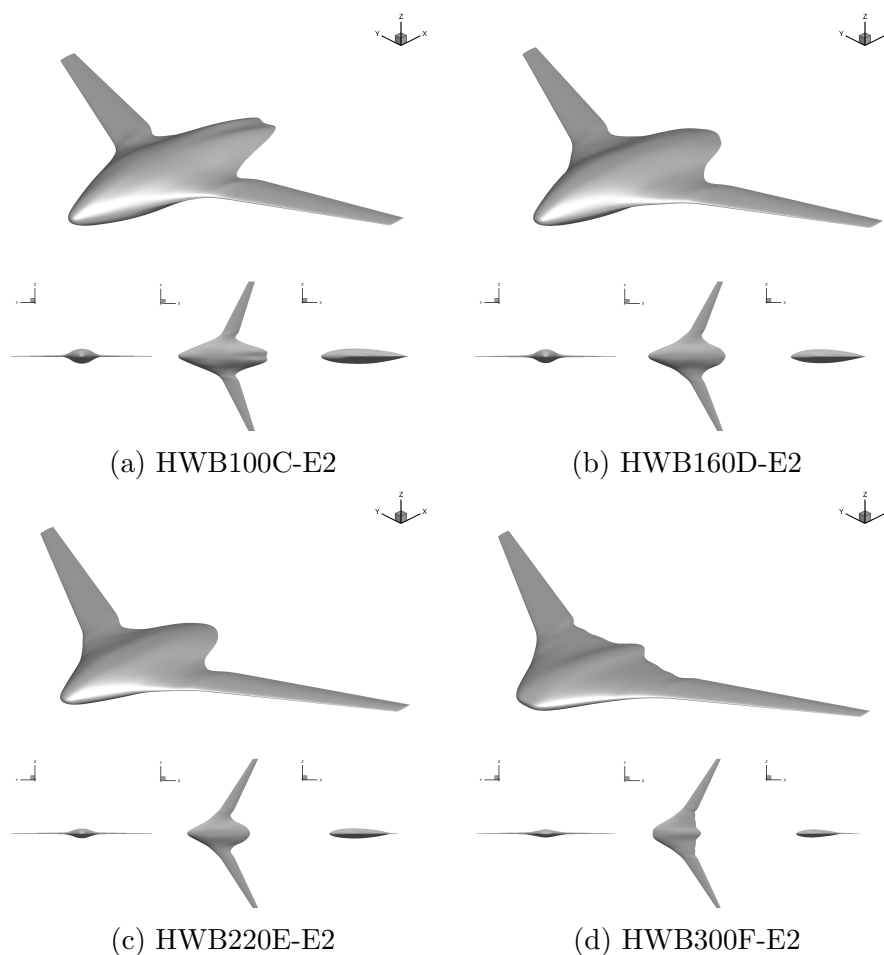 Z
Y X
Z
Y
(a) HWB100C-E2
(b) HWB160D-E2
Z
Y X
Z
Y
(c) HWB220E-E2
(d) HWB300F-E2